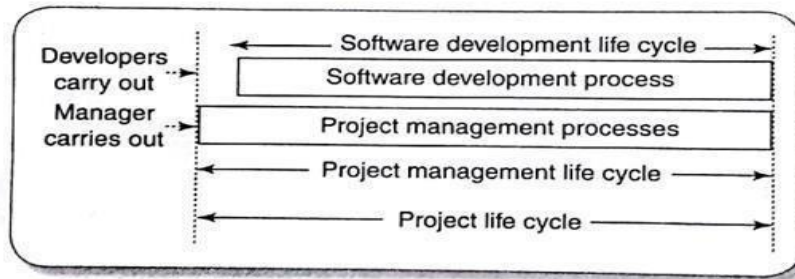 Software development life cycle
Developers
carry out
Software development process
Manager
carries out
Project management processes
Project management life cycle
Project life cycle